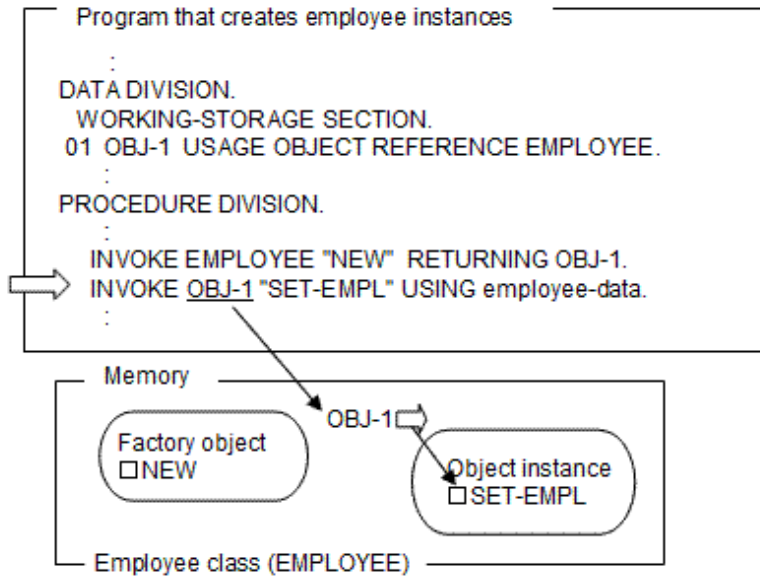 Program that creates employee instances
:
DATA DIVISION.
WORKING-STORAGE SECTION.
01 OBJ-1 USAGE OBJECT REFERENCE EMPLOYEE.
:
PROCEDURE DIVISION.
:
INVOKE EMPLOYEE "NEW" RETURNING OBJ-1.
INVOKE OBJ-1 "SET-EMPL" USING employee-data.
:
Memory
OBJ-1
Factory object
□NEW
Object instance
□SET-EMPL
Employee class (EMPLOYEE)